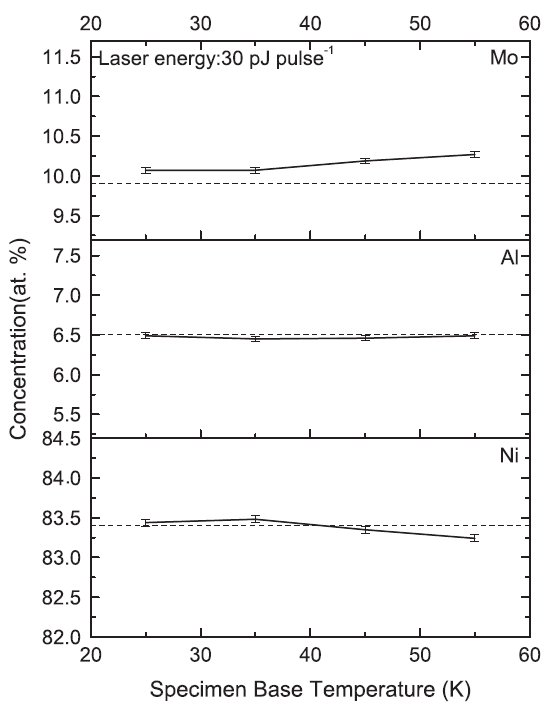 20 30 40 50 60
Laser energy:30 pJ pulse⁻¹ Mo
11.5
11.0
10.5
10.0
9.5
Al
7.5
7.0
6.5
6.0
5.5
Concentration(at. %)
84.5
Ni
84.0
83.5
83.0
82.5
82.0
20 30 40 50 60
Specimen Base Temperature (K)